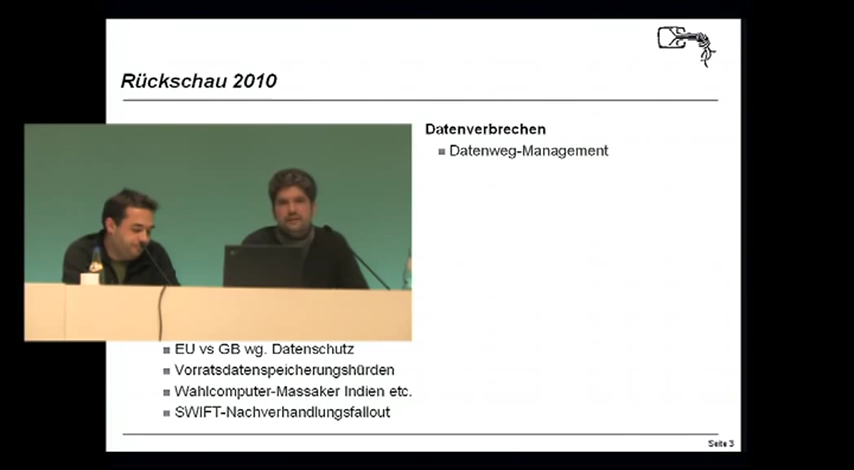 Rückschau 2010
Datenverbrechen
Datenweg-Management
EU vs GB wg. Datenschutz
Vorratsdatenspeicherungshürden
Wahlcomputer-Massaker Indien etc.
SWIFT-Nachverhandlungsfallout
Seite 3